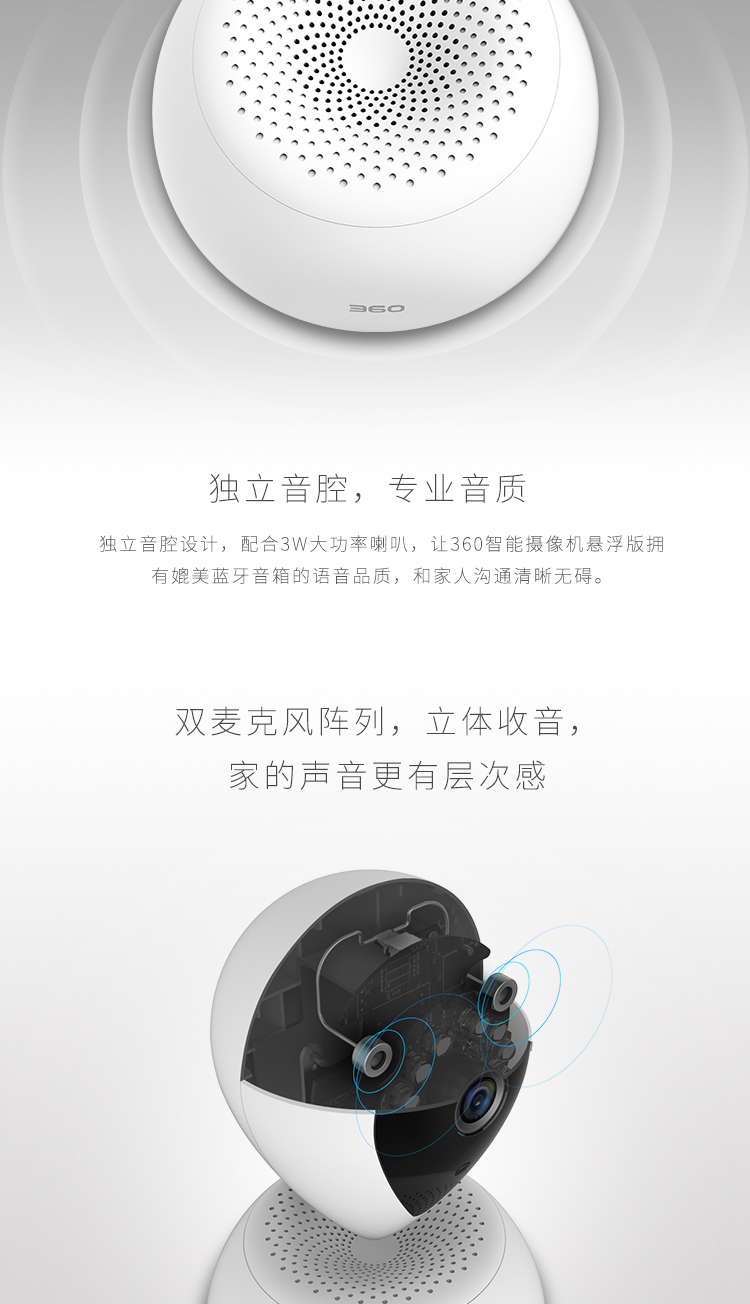 360
独立音腔，专业音质
独立音腔设计，配合3W大功率喇叭，让360智能摄像机悬浮版拥
有媲美蓝牙音箱的语音品质，和家人沟通清晰无碍。
双麦克风阵列，立体收音，
家的声音更有层次感